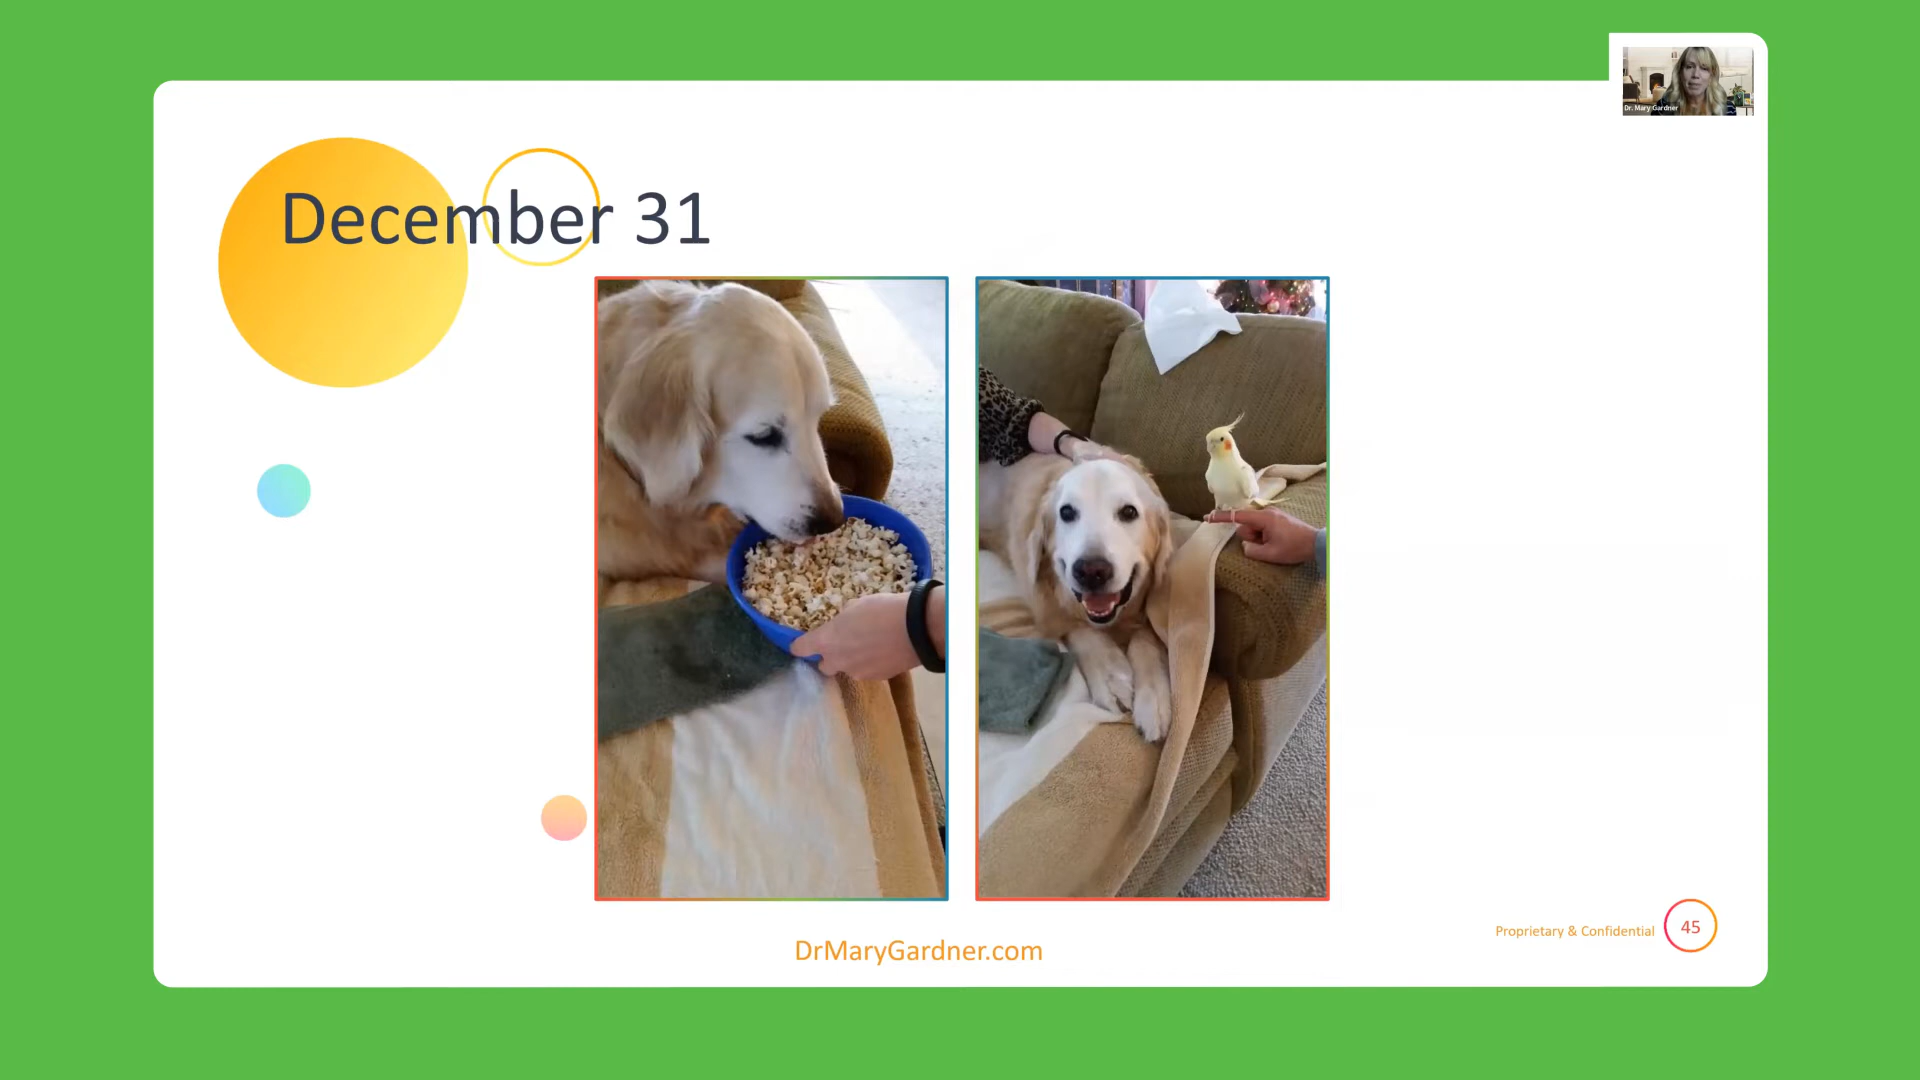 Dr. Mary Gardner
December 31
DrMaryGardner.com
Proprietary & Confidential
45